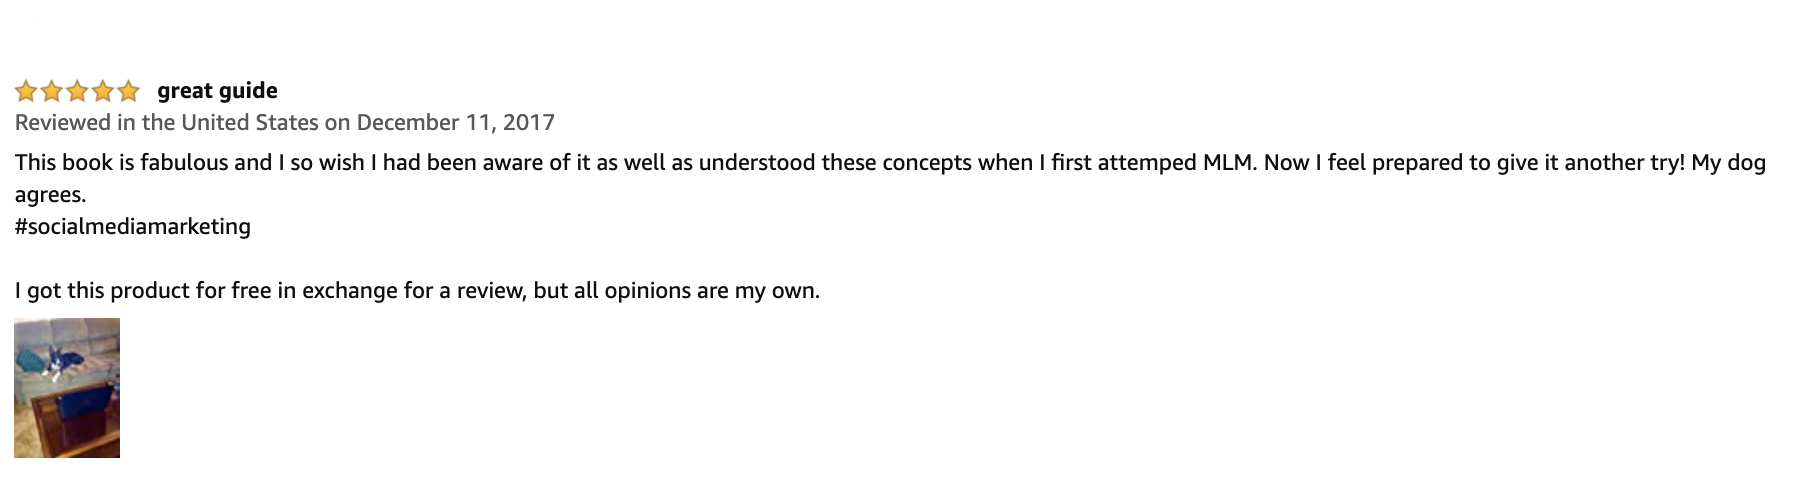 great guide
Reviewed in the United States on December 11, 2017
This book is fabulous and I so wish I had been aware of it as well as understood these concepts when I first attemped MLM. Now I feel prepared to give it another try! My dog
agrees.
#socialmediamarketing
I got this product for free in exchange for a review, but all opinions are my own.